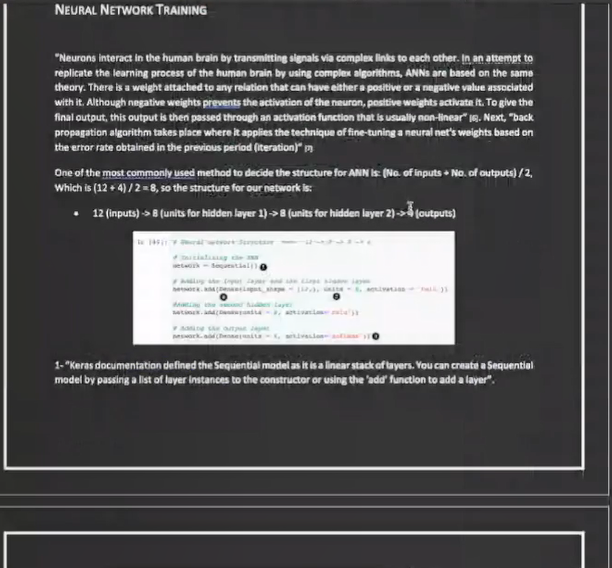 NEURAL NETWORK TRAINING
"Neurons interact in the human brain by transmitting signals via complex links to each other. In an attempt to
replicate the learning process of the human brain by using complex algorithms, ANNs are based on the same
theory. There is a weight attached to any relation that can have either a positive or a negative value associated
with it. Although negative weights prevents the activation of the neuron, positive weights activate it. To give the
final output, this output is then passed through an activation function that is usually non-linear" [6]. Next, "back
propagation algorithm takes place where it applies the technique of fine-tuning a neural net's weights based on
the error rate obtained in the previous period (iteration)" [7]
One of the most commonly used method to decide the structure for ANN is: (No. of inputs + No. of outputs) / 2,
Which is (12 + 4) / 2 = 8, so the structure for our network is:
• 12 (inputs) -> 8 (units for hidden layer 1) -> 8 (units for hidden layer 2) -> 4 (outputs)
# Neural network Structure
# Initializing the ANN
network = Sequential()
# Adding the input layer and the first hidden layer
network.add(Dense(input_shape = (12,), units = 8, activation = 'relu'))
#Adding the second hidden layer
network.add(Dense(units = 8, activation= relu'))
# Adding the output layer
network.add(Dense(units = 4, activation= softmax'))
1- "Keras documentation defined the Sequential model as it is a linear stack of layers. You can create a Sequential
model by passing a list of layer instances to the constructor or using the 'add' function to add a layer".